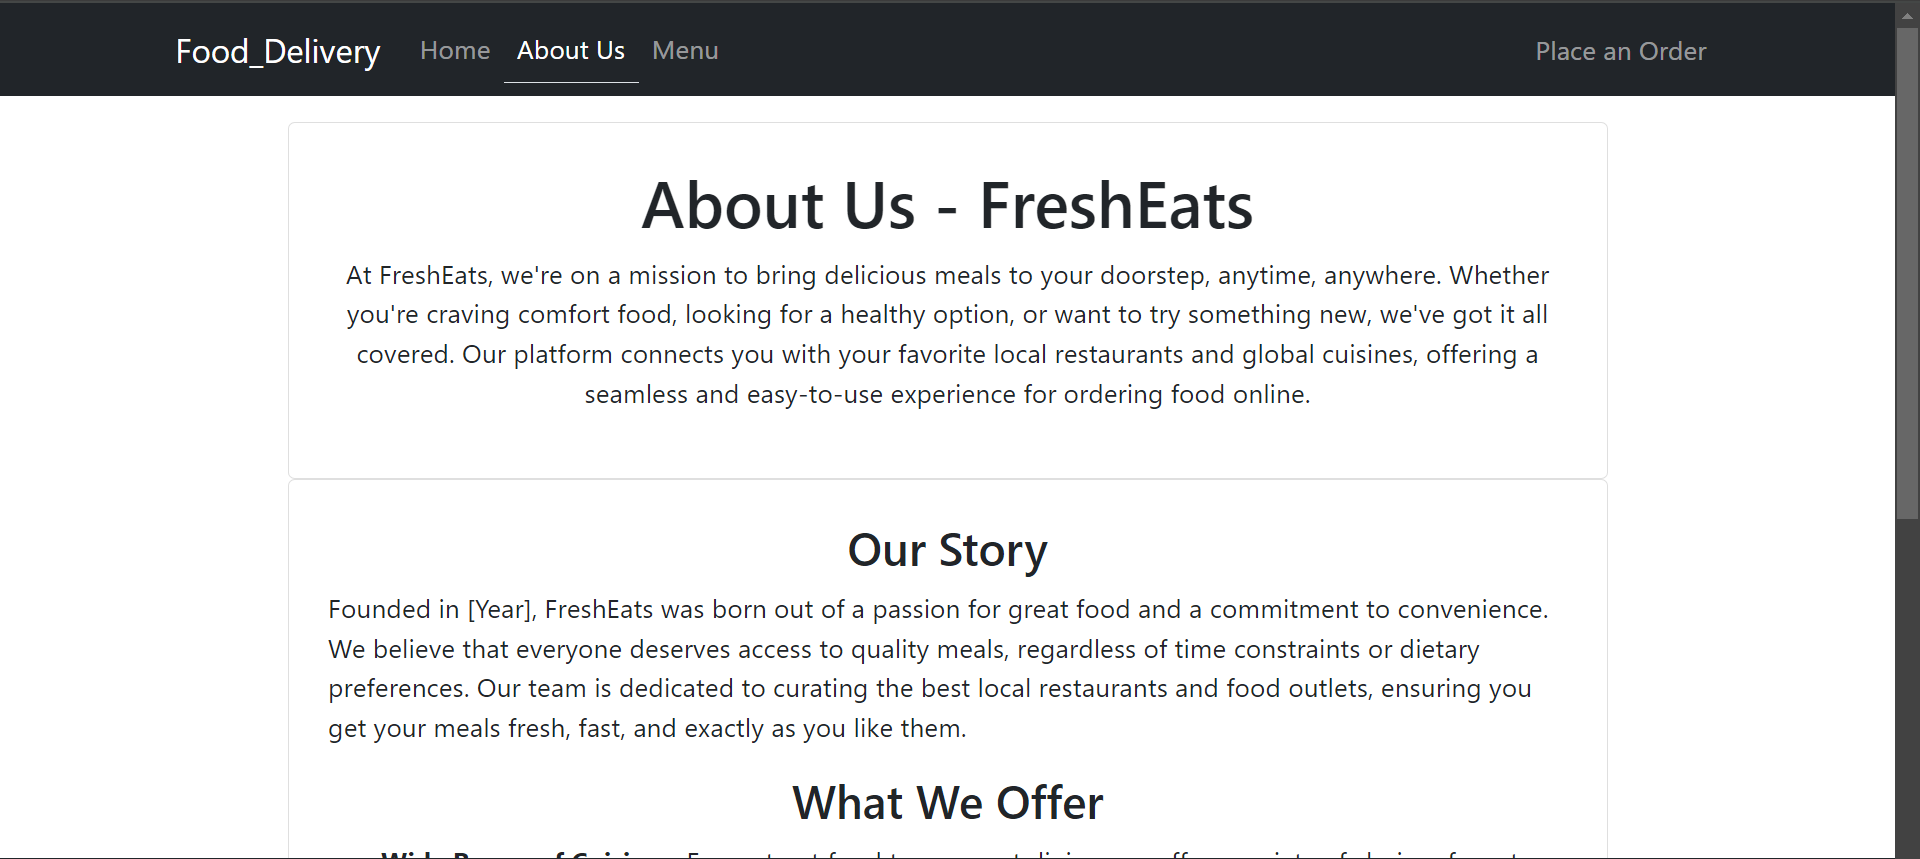 Food_Delivery Home About Us Menu Place an Order
About Us - FreshEats
At FreshEats, we're on a mission to bring delicious meals to your doorstep, anytime, anywhere. Whether
you're craving comfort food, looking for a healthy option, or want to try something new, we've got it all
covered. Our platform connects you with your favorite local restaurants and global cuisines, offering a
seamless and easy-to-use experience for ordering food online.
Our Story
Founded in [Year], FreshEats was born out of a passion for great food and a commitment to convenience.
We believe that everyone deserves access to quality meals, regardless of time constraints or dietary
preferences. Our team is dedicated to curating the best local restaurants and food outlets, ensuring you
get your meals fresh, fast, and exactly as you like them.
What We Offer